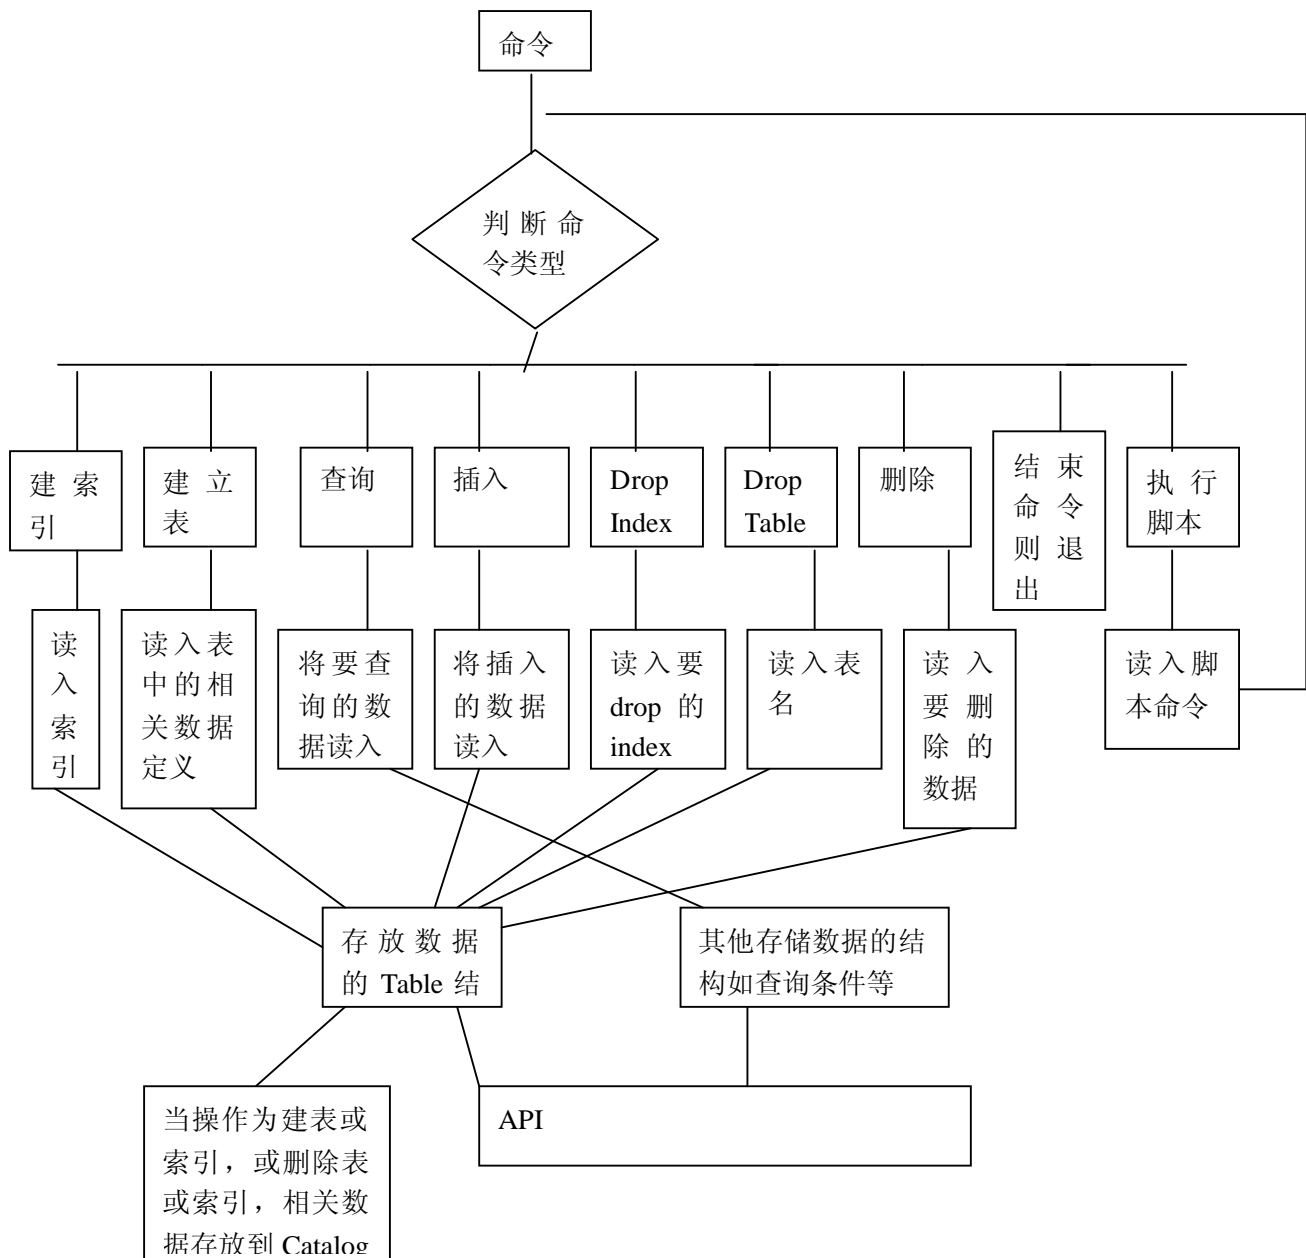 命令
判断命
令类型
建索
引
建立
表
查询
插入
Drop
Index
Drop
Table
删除
结束
命令
则退
出
执行
脚本
读
入
索
引
读入表
中的相
关数据
定义
将要查
询的数
据读入
将插入
的数据
读入
读入要
drop 的
index
读入表
名
读入
要删
除的
数据
读入脚
本命令
存放数据
的 Table 结
其他存储数据的结
构如查询条件等
当操作为建表或
索引，或删除表
或索引，相关数
据存放到 Catalog
API